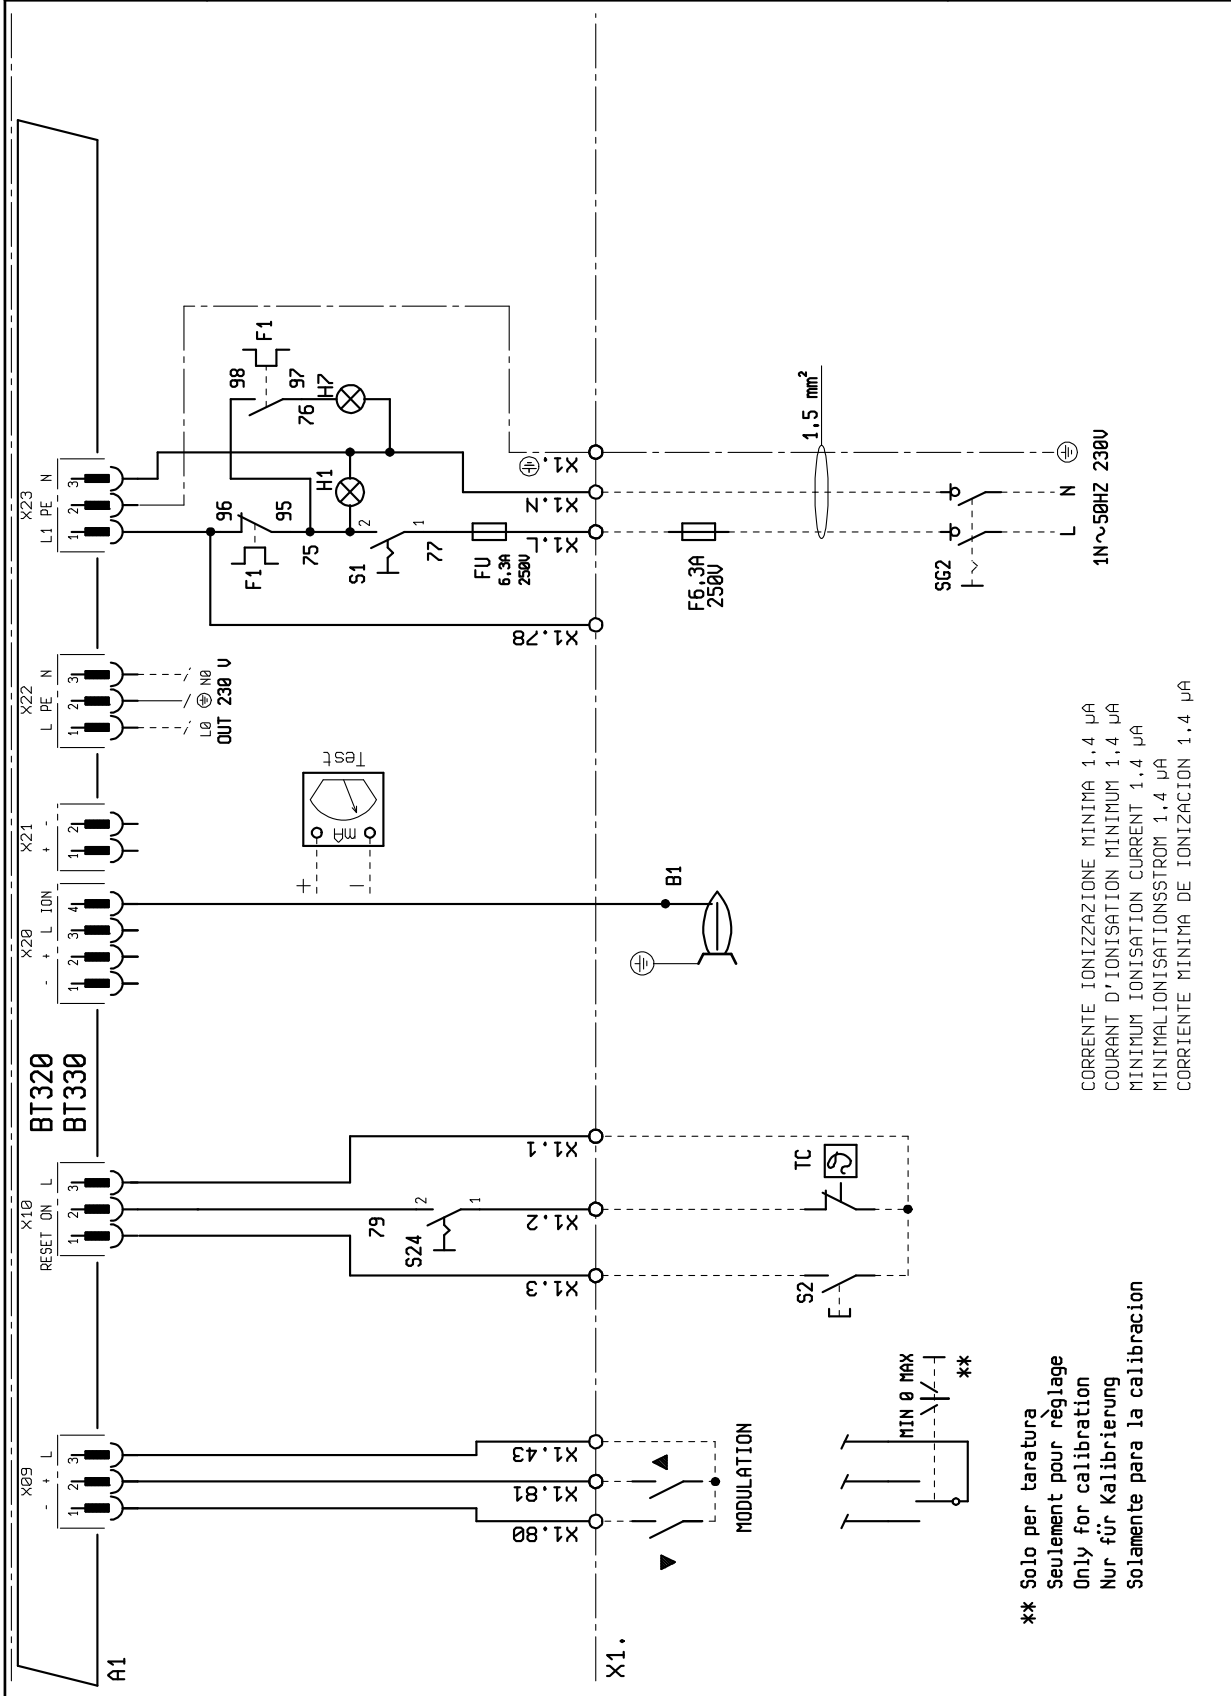 A1
BT320
BT330
X09
- + L
1 2 3
X10
RESET ON L
1 2 3
X20
- + L ION
1 2 3 4
X21
+ -
1 2
X22
L PE N
1 2 3
L0 N0
OUT 230 V
X23
L1 PE N
1 2 3
F1
96
95
98
97
F1
76
H7
H1
75
S1
2
1
77
FU
6.3A
250V
Test
mA
+
-
79
S24
2
1
X1.
X1.80
X1.81
X1.43
X1.3
X1.2
X1.1
X1.78
X1.L
X1.N
X1.
B1
MODULATION
S2
TC
F6,3A
250V
1,5 mm²
SG2
L
N
1N~50HZ 230V
MIN 0 MAX
**
** Solo per taratura
Seulement pour règlage
Only for calibration
Nur für Kalibrierung
Solamente para la calibracion
CORRENTE IONIZZAZIONE MINIMA 1,4 µA
COURANT D'IONISATION MINIMUM 1,4 µA
MINIMUM IONISATION CURRENT 1,4 µA
MINIMALIONISATIONSSTROM 1,4 µA
CORRIENTE MINIMA DE IONIZACION 1,4 µA